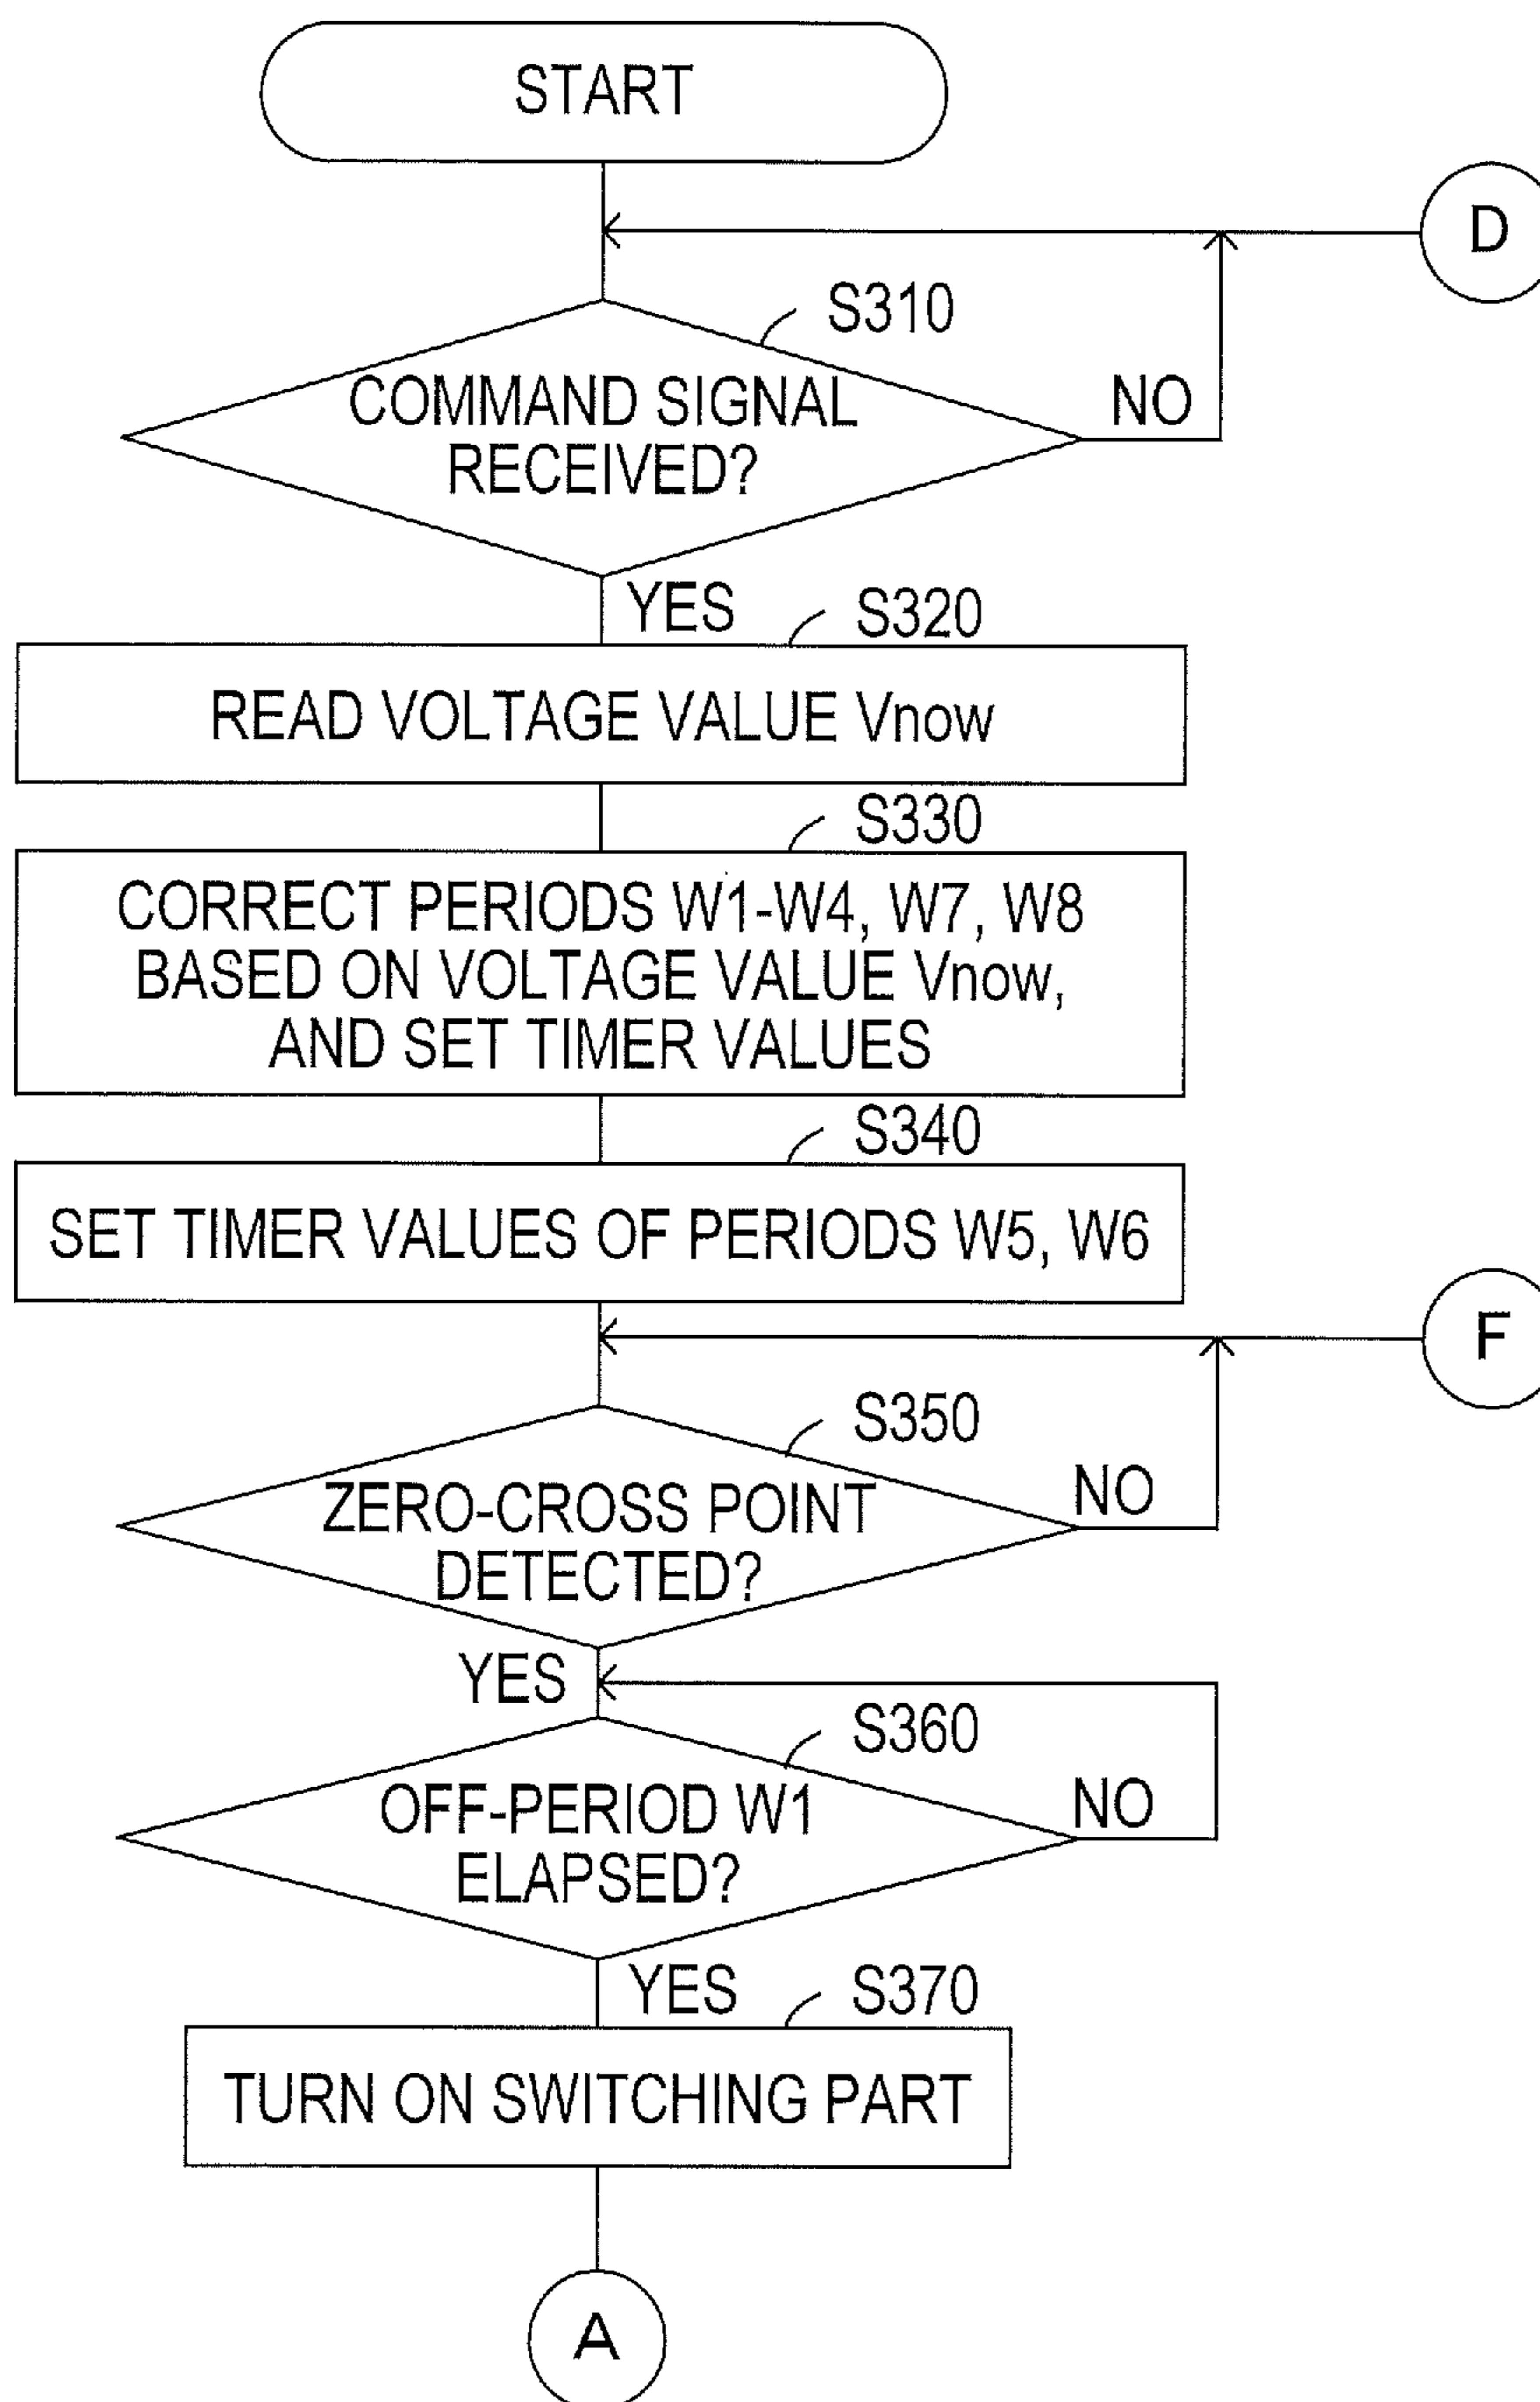 START
D
S310
COMMAND SIGNAL
RECEIVED?
NO
YES
S320
READ VOLTAGE VALUE Vnow
S330
CORRECT PERIODS W1-W4, W7, W8
BASED ON VOLTAGE VALUE Vnow,
AND SET TIMER VALUES
S340
SET TIMER VALUES OF PERIODS W5, W6
F
S350
ZERO-CROSS POINT
DETECTED?
NO
YES
S360
OFF-PERIOD W1
ELAPSED?
NO
YES
S370
TURN ON SWITCHING PART
A